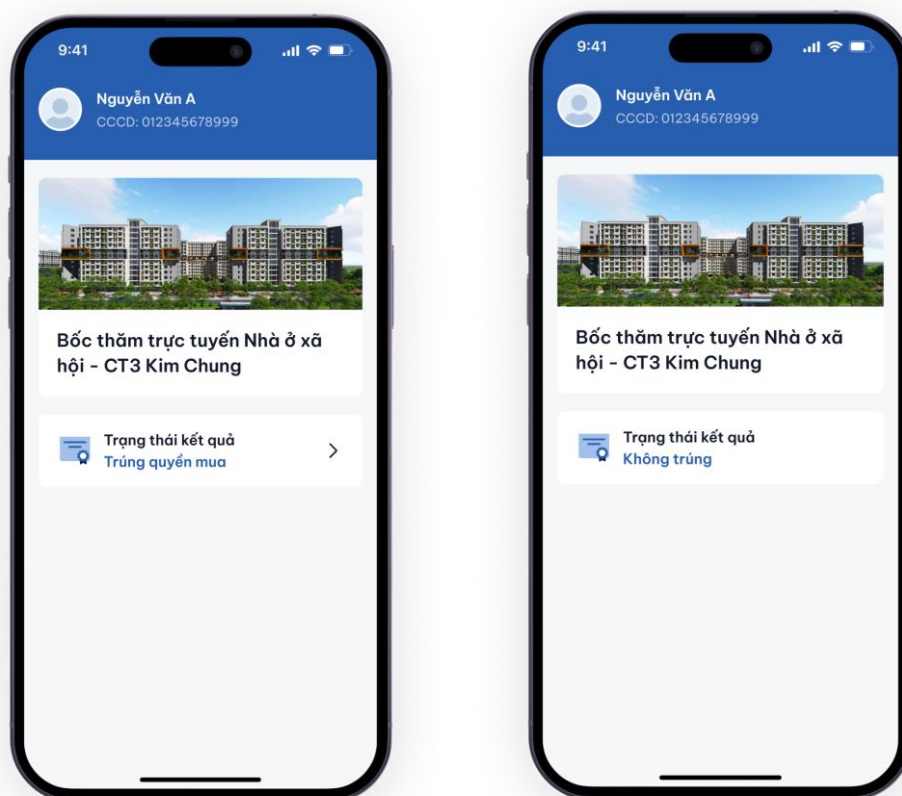 9:41
Nguyễn Văn A
CCCD: 012345678999
Bốc thăm trực tuyến Nhà ở xã
hội - CT3 Kim Chung
Trạng thái kết quả
Trúng quyền mua
9:41
Nguyễn Văn A
CCCD: 012345678999
Bốc thăm trực tuyến Nhà ở xã
hội - CT3 Kim Chung
Trạng thái kết quả
Không trúng